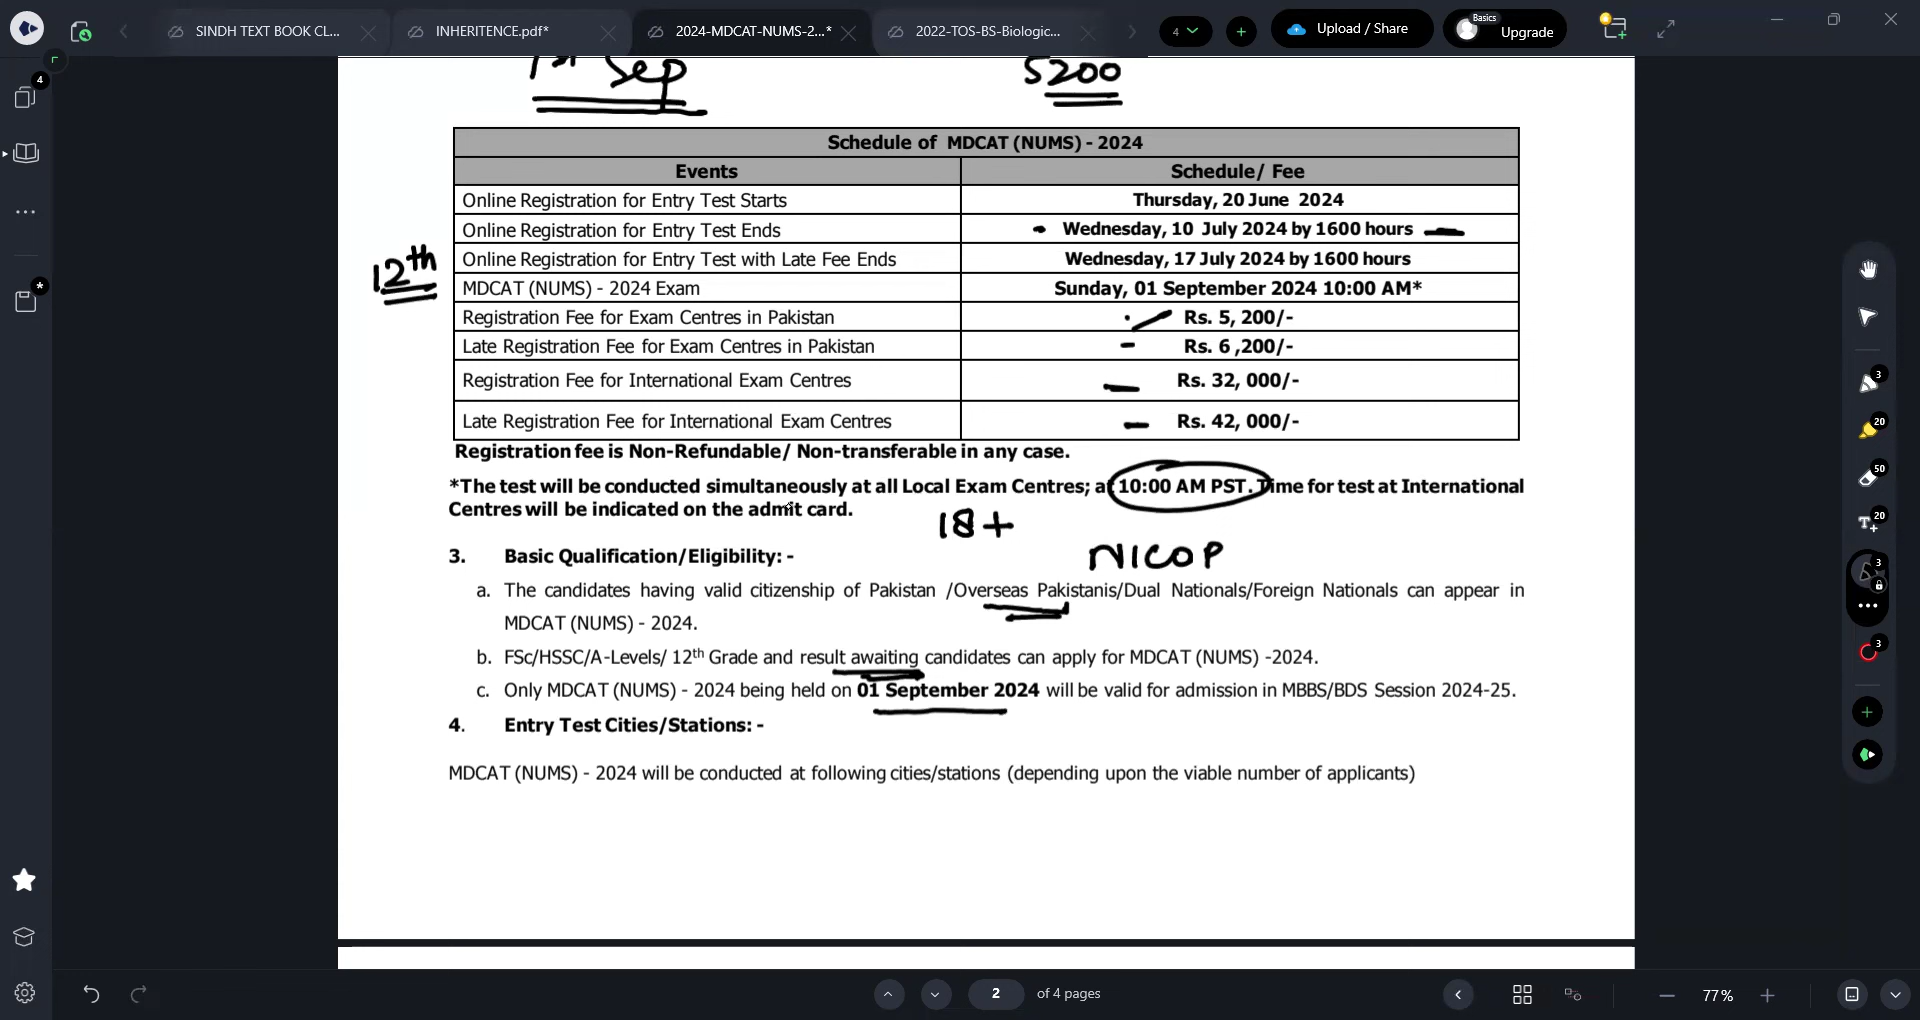 SINDH TEXT BOOK CL...
INHERITENCE.pdf*
2024-MDCAT-NUMS-2...*
2022-TOS-BS-Biologic...
4
+
Upload / Share
Basics
Upgrade
4
1st Sep
5200
Schedule of MDCAT (NUMS) - 2024
Events
Schedule/ Fee
Online Registration for Entry Test Starts
Thursday, 20 June 2024
Online Registration for Entry Test Ends
Wednesday, 10 July 2024 by 1600 hours
12th
Online Registration for Entry Test with Late Fee Ends
Wednesday, 17 July 2024 by 1600 hours
MDCAT (NUMS) - 2024 Exam
Sunday, 01 September 2024 10:00 AM*
Registration Fee for Exam Centres in Pakistan
Rs. 5, 200/-
Late Registration Fee for Exam Centres in Pakistan
Rs. 6 ,200/-
Registration Fee for International Exam Centres
Rs. 32, 000/-
Late Registration Fee for International Exam Centres
Rs. 42, 000/-
Registration fee is Non-Refundable/ Non-transferable in any case.
*The test will be conducted simultaneously at all Local Exam Centres; at 10:00 AM PST. Time for test at International
Centres will be indicated on the admit card.
18+
NICOP
3. Basic Qualification/Eligibility: -
a. The candidates having valid citizenship of Pakistan /Overseas Pakistanis/Dual Nationals/Foreign Nationals can appear in
MDCAT (NUMS) - 2024.
b. FSc/HSSC/A-Levels/ 12th Grade and result awaiting candidates can apply for MDCAT (NUMS) -2024.
c. Only MDCAT (NUMS) - 2024 being held on 01 September 2024 will be valid for admission in MBBS/BDS Session 2024-25.
4. Entry Test Cities/Stations: -
MDCAT (NUMS) - 2024 will be conducted at following cities/stations (depending upon the viable number of applicants)
3
20
50
20
3
3
2
of 4 pages
77%